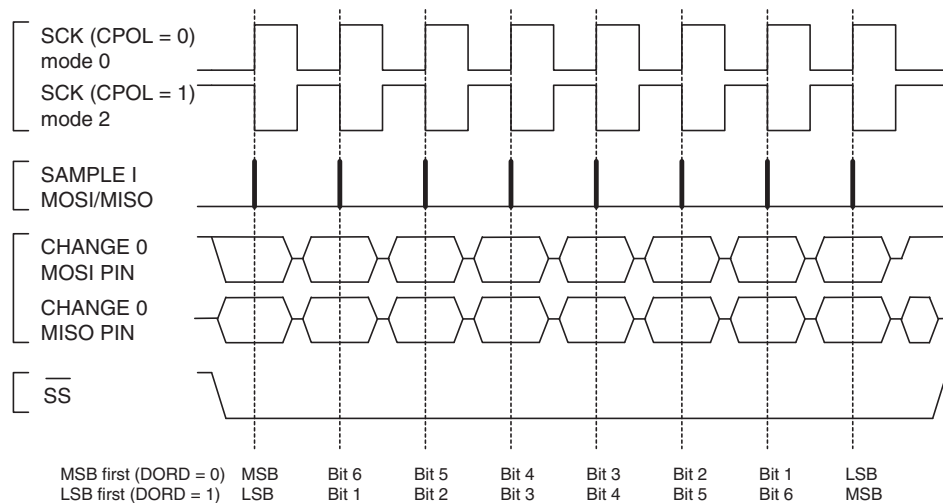 SCK (CPOL = 0)
mode 0
SCK (CPOL = 1)
mode 2
SAMPLE I
MOSI/MISO
CHANGE 0
MOSI PIN
CHANGE 0
MISO PIN
SS
MSB first (DORD = 0) MSB Bit 6 Bit 5 Bit 4 Bit 3 Bit 2 Bit 1 LSB
LSB first (DORD = 1) LSB Bit 1 Bit 2 Bit 3 Bit 4 Bit 5 Bit 6 MSB